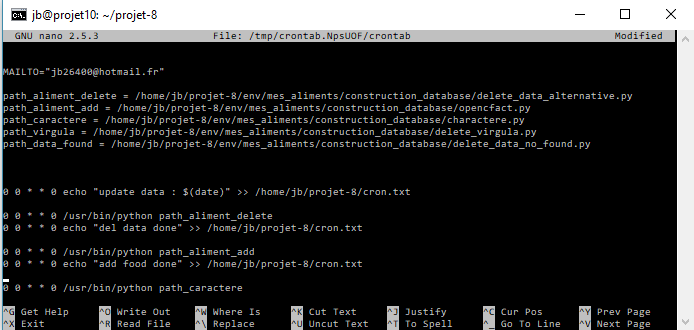 jb@projet10: ~/projet-8
GNU nano 2.5.3 File: /tmp/crontab.NpsUOF/crontab Modified
MAILTO="jb26400@hotmail.fr"
path_aliment_delete = /home/jb/projet-8/env/mes_aliments/construction_database/delete_data_alternative.py
path_aliment_add = /home/jb/projet-8/env/mes_aliments/construction_database/opencfact.py
path_caractere = /home/jb/projet-8/env/mes_aliments/construction_database/charactere.py
path_virgula = /home/jb/projet-8/env/mes_aliments/construction_database/delete_virgula.py
path_data_found = /home/jb/projet-8/env/mes_aliments/construction_database/delete_data_no_found.py
0 0 * * 0 echo "update data : $(date)" >> /home/jb/projet-8/cron.txt
0 0 * * 0 /usr/bin/python path_aliment_delete
0 0 * * 0 echo "del data done" >> /home/jb/projet-8/cron.txt
0 0 * * 0 /usr/bin/python path_aliment_add
0 0 * * 0 echo "add food done" >> /home/jb/projet-8/cron.txt
0 0 * * 0 /usr/bin/python path_caractere
^G Get Help ^O Write Out ^W Where Is ^K Cut Text ^J Justify ^C Cur Pos ^Y Prev Page
^X Exit ^R Read File ^\ Replace ^U Uncut Text ^T To Spell ^_ Go To Line ^V Next Page